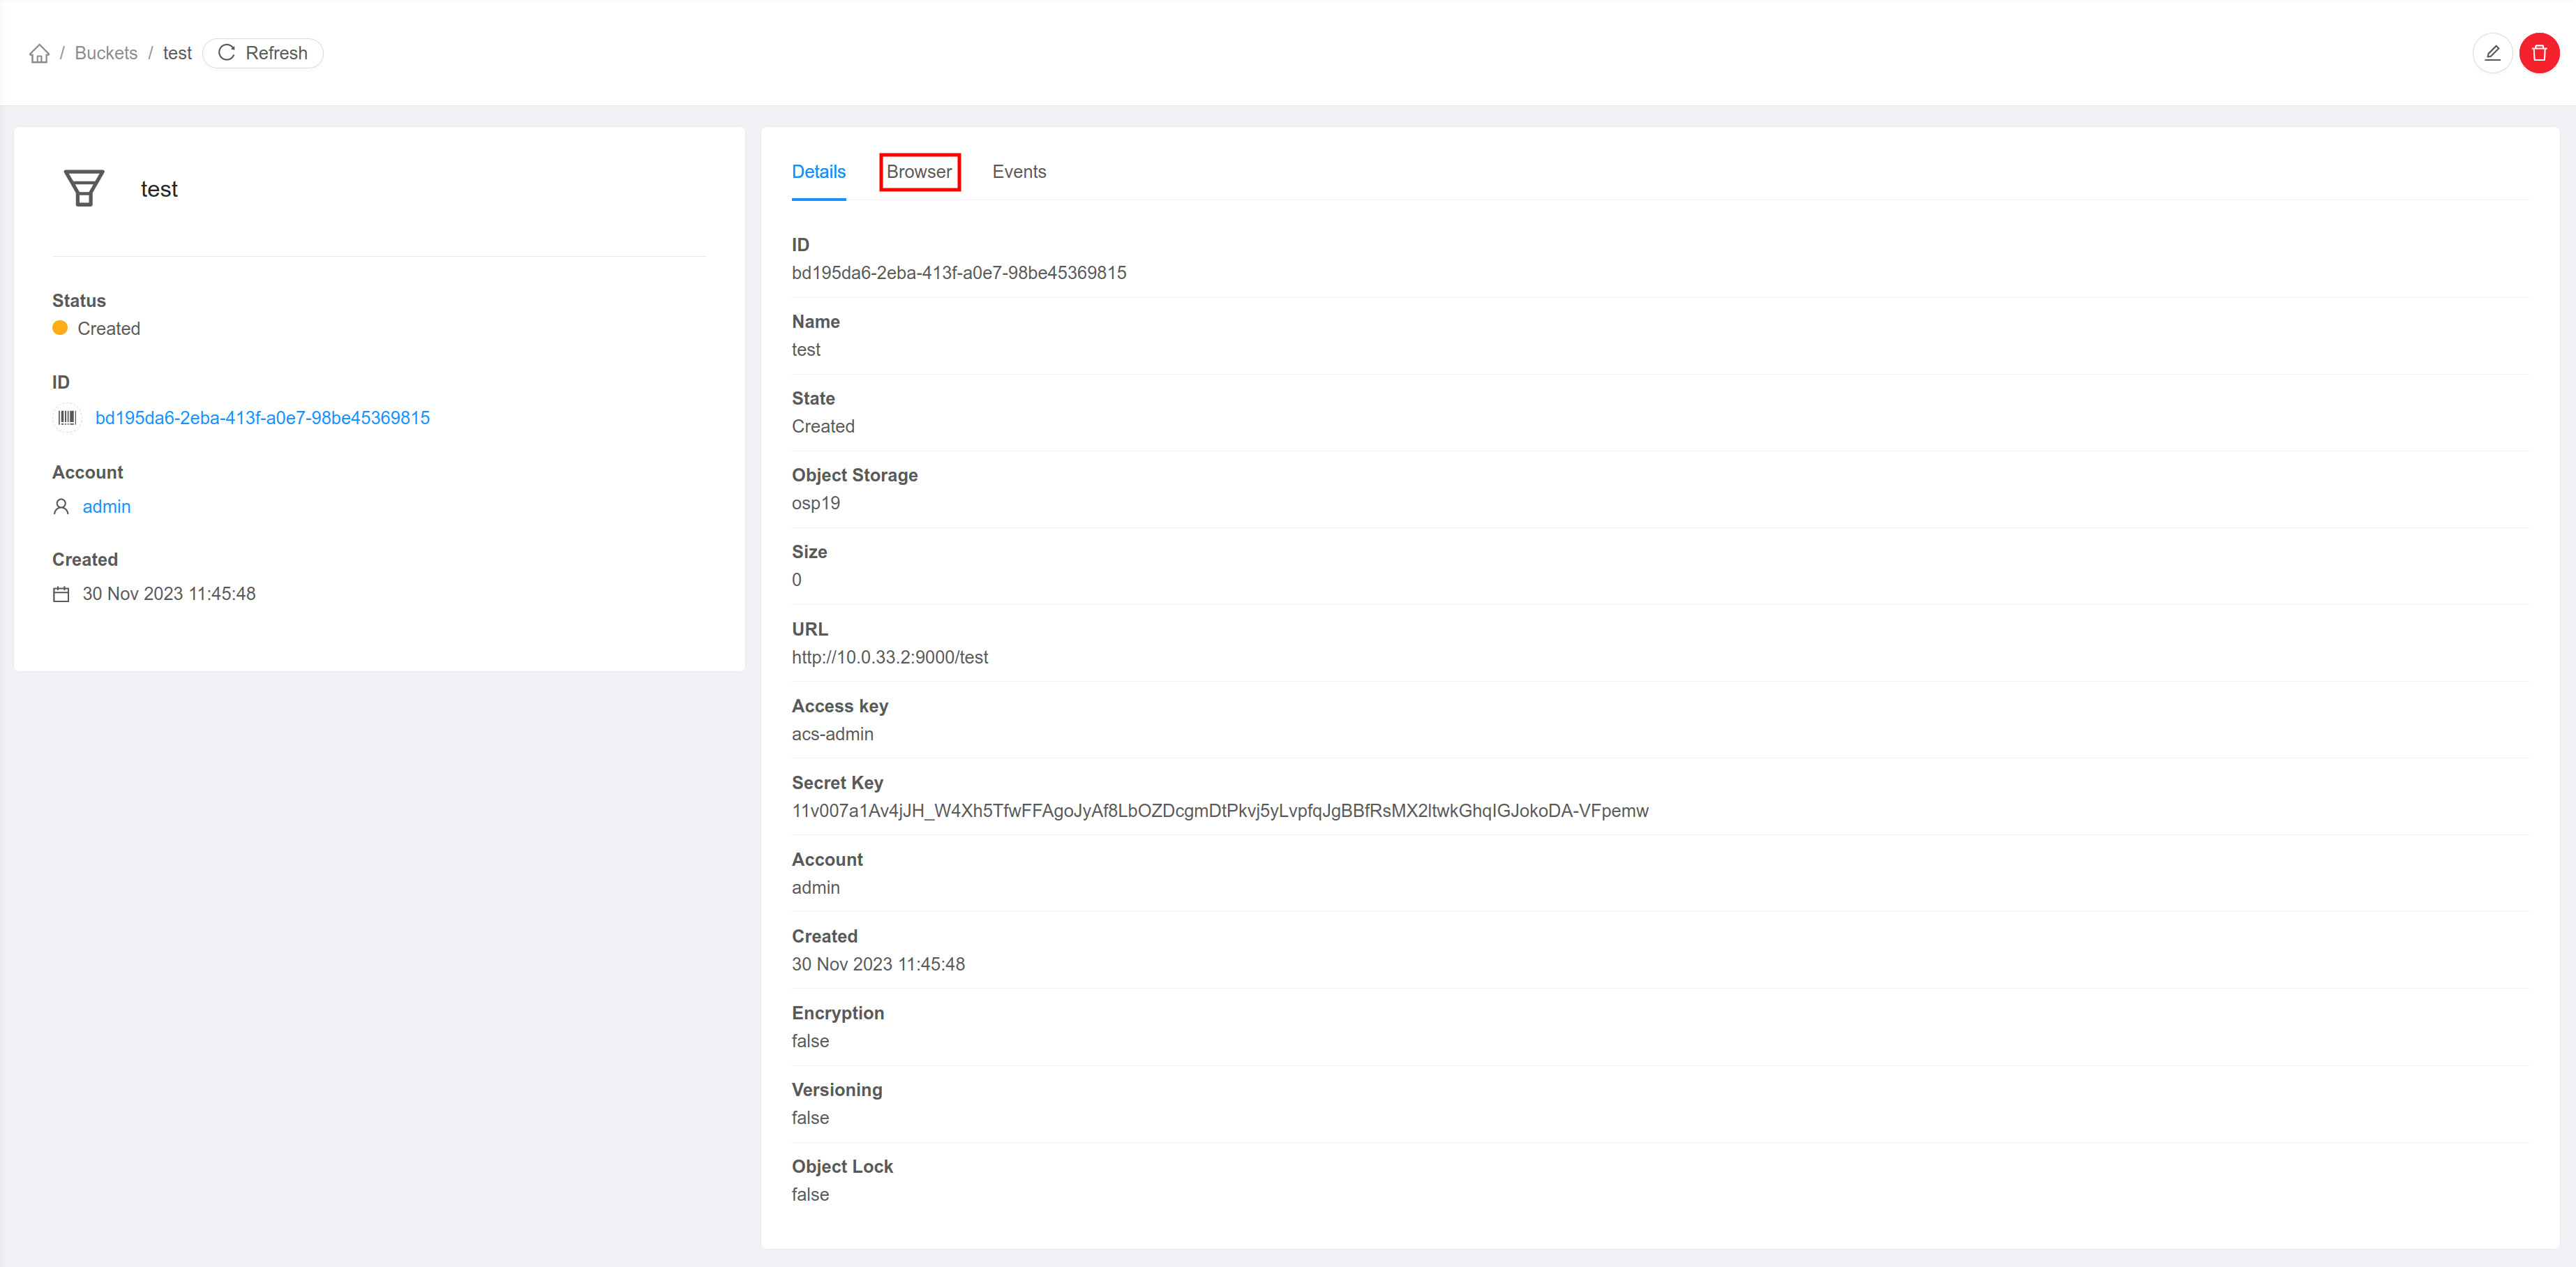 / Buckets / test Refresh
test
Status
Created
ID
bd195da6-2eba-413f-a0e7-98be45369815
Account
admin
Created
30 Nov 2023 11:45:48
Details Browser Events
ID
bd195da6-2eba-413f-a0e7-98be45369815
Name
test
State
Created
Object Storage
osp19
Size
0
URL
http://10.0.33.2:9000/test
Access key
acs-admin
Secret Key
11v007a1Av4jJH_W4Xh5TfwFFAgoJyAf8LbOZDcgmDtPkvj5yLvpfqJgBBfRsMX2ltwkGhqIGJokoDA-VFpemw
Account
admin
Created
30 Nov 2023 11:45:48
Encryption
false
Versioning
false
Object Lock
false